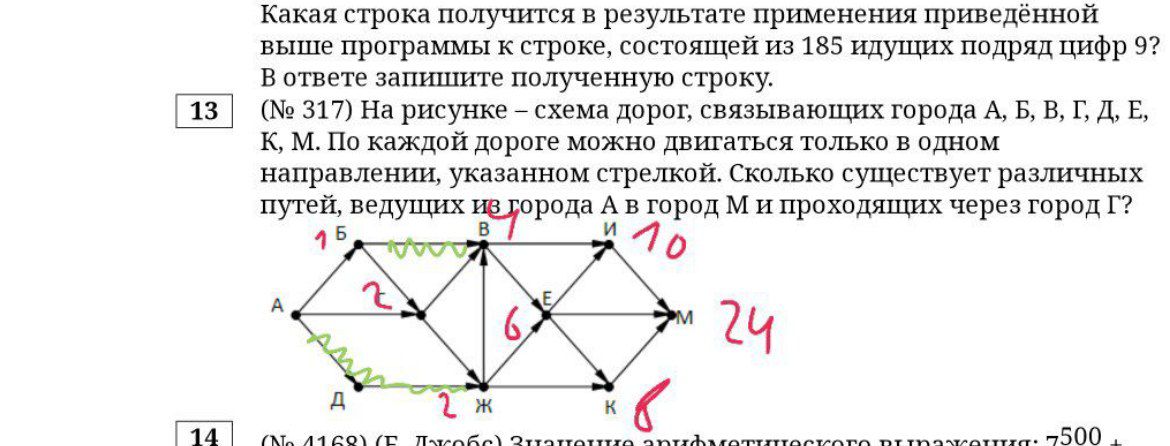 Какая строка получится в результате применения приведённой
выше программы к строке, состоящей из 185 идущих подряд цифр 9?
В ответе запишите полученную строку.
13 (№ 317) На рисунке – схема дорог, связывающих города А, Б, В, Г, Д, Е,
К, М. По каждой дороге можно двигаться только в одном
направлении, указанном стрелкой. Сколько существует различных
путей, ведущих из города А в город М и проходящих через город Г?
1 Б В 4 И 10
А 2 Е М 24
6
Д 2 Ж К 8
14 (№ 4168) (Е. Джобс) Значение арифметического выражения: 7^500 +